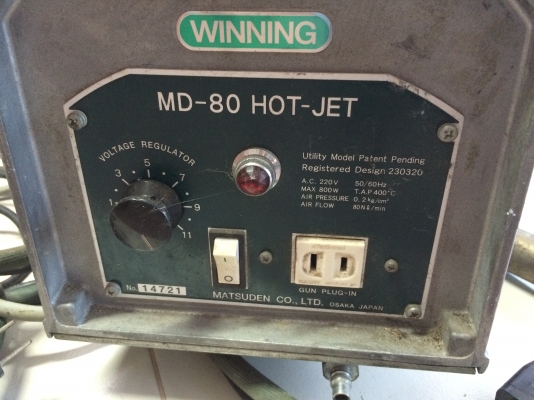 WINNING
MD-80 HOT-JET
VOLTAGE REGULATOR
1 3 5 7 9 11
Utility Model Patent Pending
Registered Design 230320
A.C. 220V 50/60Hz
MAX 800W T.A.P 400°C
AIR PRESSURE 0.2kg/cm²
AIR FLOW 80Nℓ/min
I
O
GUN PLUG-IN
No. 14721
MATSUDEN CO., LTD. OSAKA JAPAN